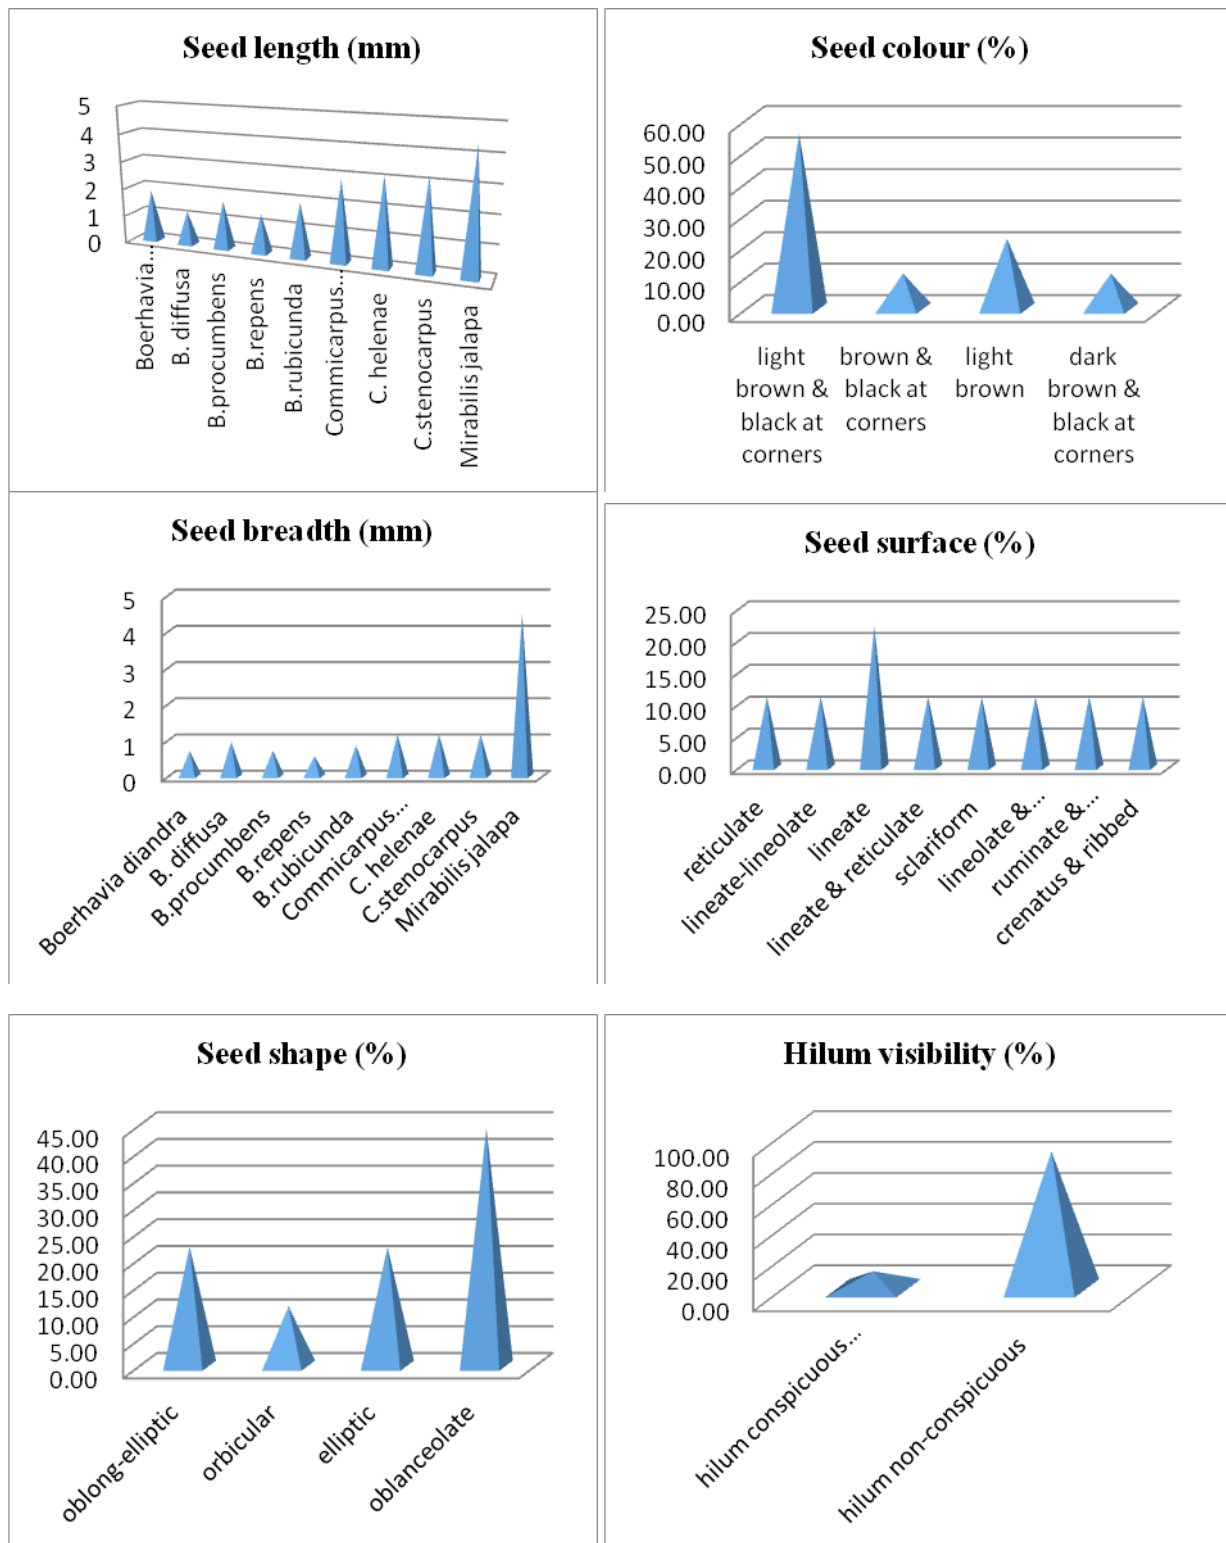 Seed length (mm)
5
4
3
2
1
0
Boerhavia...
B. diffusa
B.procumbens
B.repens
B.rubicunda
Commicarpus...
C. helenae
C.stenocarpus
Mirabilis jalapa
Seed colour (%)
60.00
50.00
40.00
30.00
20.00
10.00
0.00
light
brown &
black at
corners
brown &
black at
corners
light
brown
dark
brown &
black at
corners
Seed breadth (mm)
5
4
3
2
1
0
Boerhavia diandra
B. diffusa
B.procumbens
B.repens
B.rubicunda
Commicarpus...
C. helenae
C.stenocarpus
Mirabilis jalapa
Seed surface (%)
25.00
20.00
15.00
10.00
5.00
0.00
reticulate
lineate-lineolate
lineate
lineate & reticulate
sclariform
lineolate &...
ruminate &...
crenatus & ribbed
Seed shape (%)
45.00
40.00
35.00
30.00
25.00
20.00
15.00
10.00
5.00
0.00
oblong-elliptic
orbicular
elliptic
oblanceolate
Hilum visibility (%)
100.00
80.00
60.00
40.00
20.00
0.00
hilum conspicuous...
hilum non-conspicuous